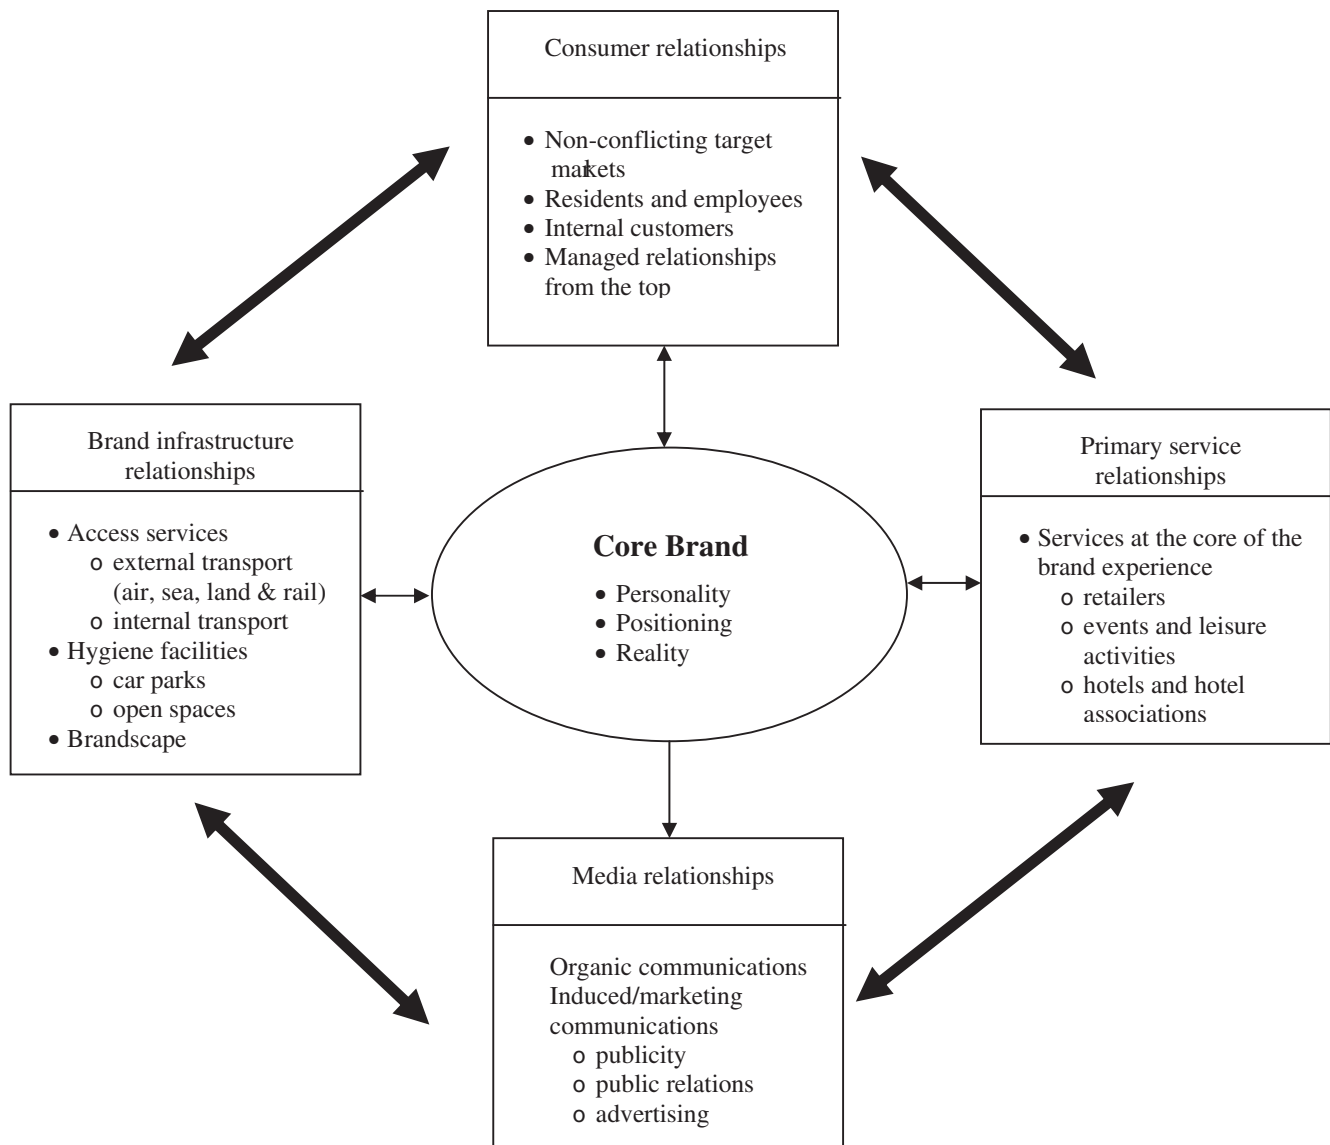 Consumer relationships
• Non-conflicting target
markets
• Residents and employees
• Internal customers
• Managed relationships
from the top
Brand infrastructure
relationships
• Access services
o external transport
(air, sea, land & rail)
o internal transport
• Hygiene facilities
o car parks
o open spaces
• Brandscape
Core Brand
• Personality
• Positioning
• Reality
Primary service
relationships
• Services at the core of the
brand experience
o retailers
o events and leisure
activities
o hotels and hotel
associations
Media relationships
Organic communications
Induced/marketing
communications
o publicity
o public relations
o advertising